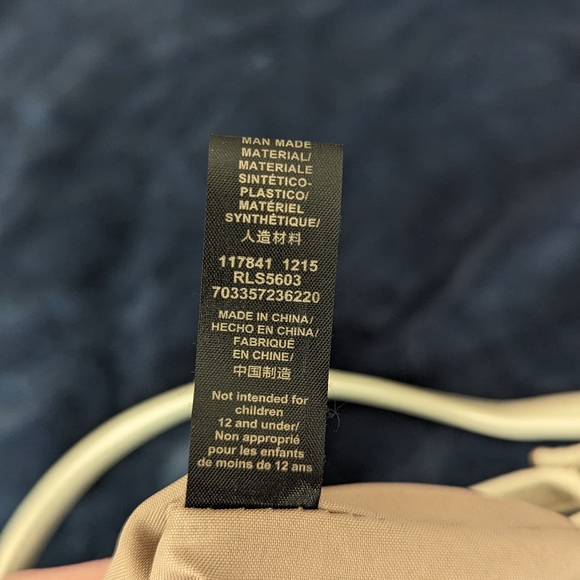 MAN MADE
MATERIAL/
MATERIALE
SINTÉTICO-
PLASTICO/
MATÉRIEL
SYNTHÉTIQUE/
人造材料
117841 1215
RLS5603
703357236220
MADE IN CHINA/
HECHO EN CHINA/
FABRIQUÉ
EN CHINE/
中国制造
Not intended for
children
12 and under/
Non approprié
pour les enfants
de moins de 12 ans